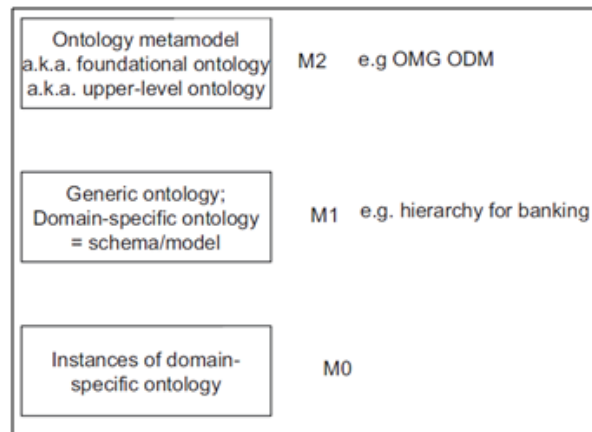 Ontology metamodel
a.k.a. foundational ontology
a.k.a. upper-level ontology
M2 e.g OMG ODM
Generic ontology;
Domain-specific ontology
= schema/model
M1 e.g. hierarchy for banking
Instances of domain-
specific ontology
M0